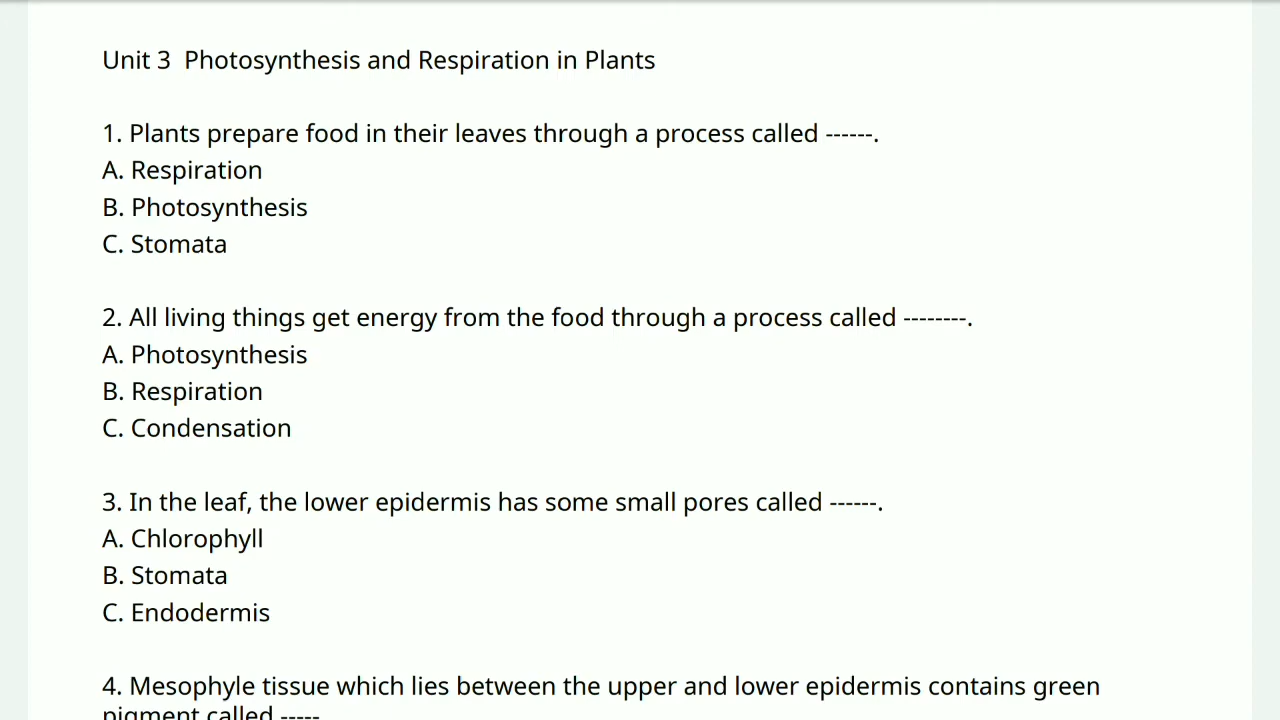 Unit 3  Photosynthesis and Respiration in Plants
1. Plants prepare food in their leaves through a process called ------.
A. Respiration
B. Photosynthesis
C. Stomata
2. All living things get energy from the food through a process called --------.
A. Photosynthesis
B. Respiration
C. Condensation
3. In the leaf, the lower epidermis has some small pores called ------.
A. Chlorophyll
B. Stomata
C. Endodermis
4. Mesophyle tissue which lies between the upper and lower epidermis contains green
pigment called -----